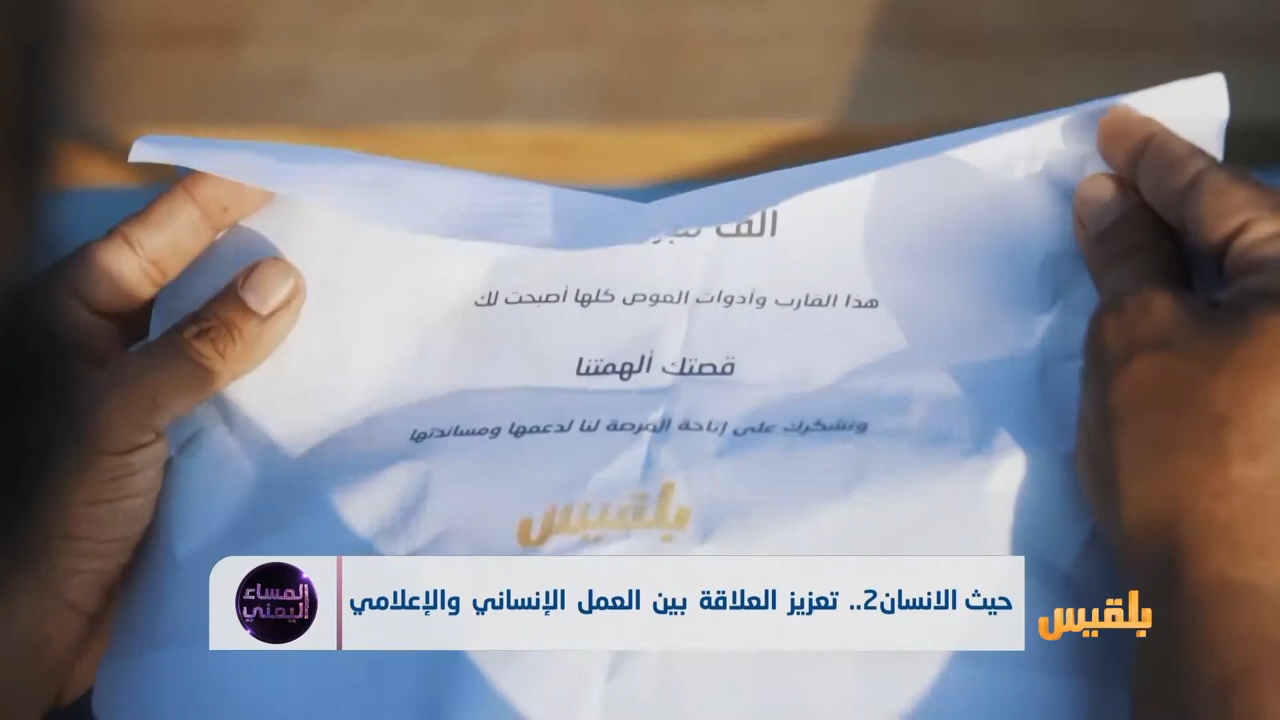 ألف
هذا القارب وأدوات الغوص كلها أصبحت لك
قصتك ألهمتنا
ونشكرك على إتاحة الفرصة لنا لدعمها ومساندتها
بلقيس
حيث الانسان2.. تعزيز العلاقة بين العمل الإنساني والإعلامي
المساء
اليمني
بلقيس